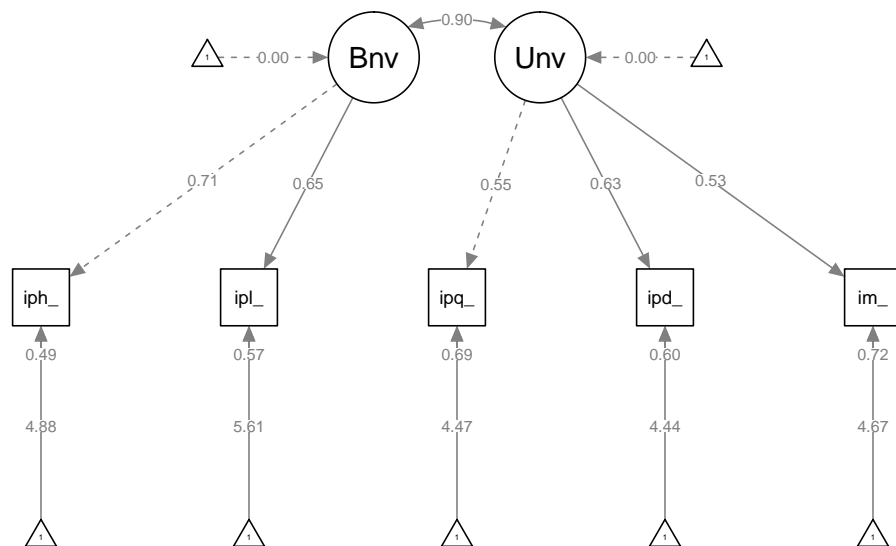 0.90
1 0.00 Bnv Unv 0.00 1
0.71 0.65 0.55 0.63 0.53
iph_ ipl_ ipq_ ipd_ im_
0.49 0.57 0.69 0.60 0.72
4.88 5.61 4.47 4.44 4.67
1 1 1 1 1